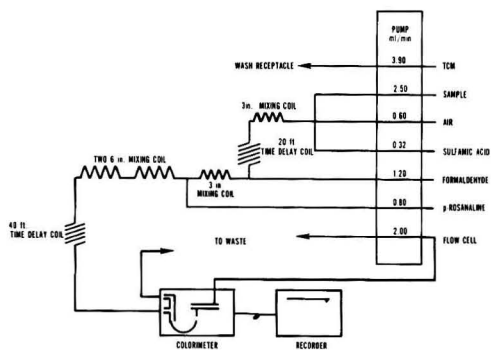 PUMP
ml/min
WASH RECEPTACLE
3.90
TCM
2.50
SAMPLE
3in. MIXING COIL
0.60
AIR
20 ft
TIME DELAY COIL
0.32
SULFAMIC ACID
TWO 6 in. MIXING COIL
3 in
MIXING COIL
1.20
FORMALDEHYDE
0.80
p-ROSANALINE
40 ft.
TIME DELAY COIL
TO WASTE
2.00
FLOW CELL
COLORIMETER
RECORDER